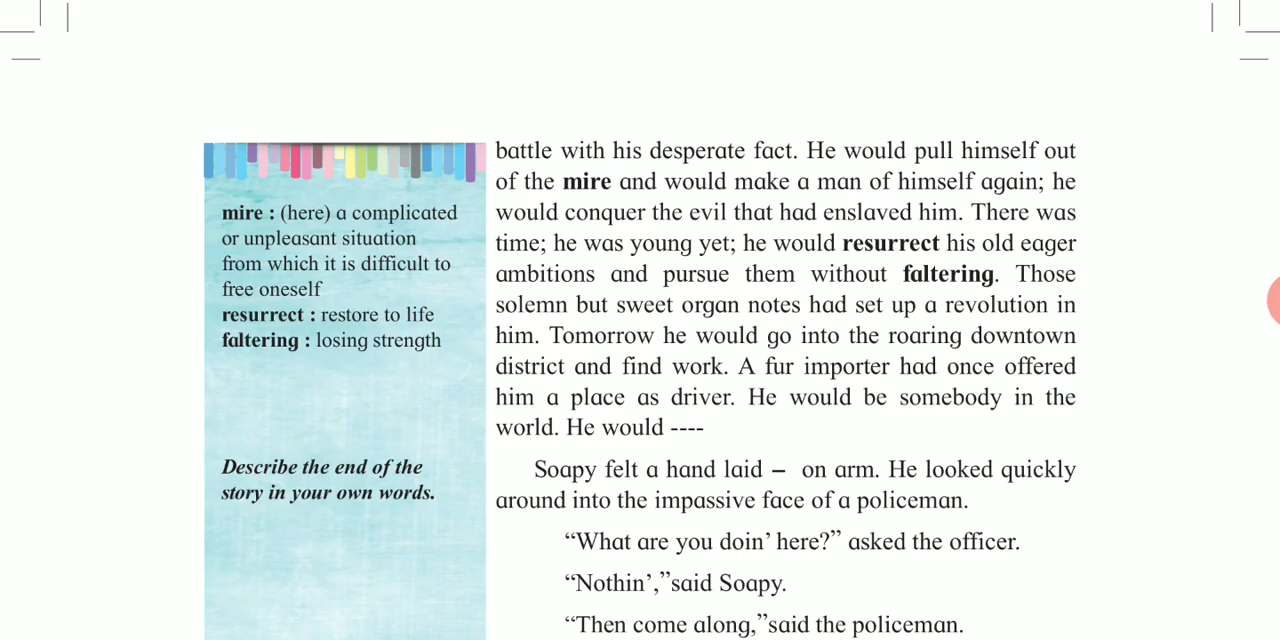 mire : (here) a complicated
or unpleasant situation
from which it is difficult to
free oneself
resurrect : restore to life
faltering : losing strength
Describe the end of the
story in your own words.
battle with his desperate fact. He would pull himself out
of the mire and would make a man of himself again; he
would conquer the evil that had enslaved him. There was
time; he was young yet; he would resurrect his old eager
ambitions and pursue them without faltering. Those
solemn but sweet organ notes had set up a revolution in
him. Tomorrow he would go into the roaring downtown
district and find work. A fur importer had once offered
him a place as driver. He would be somebody in the
world. He would ----
Soapy felt a hand laid – on arm. He looked quickly
around into the impassive face of a policeman.
“What are you doin’ here?” asked the officer.
“Nothin’,”said Soapy.
“Then come along,”said the policeman.